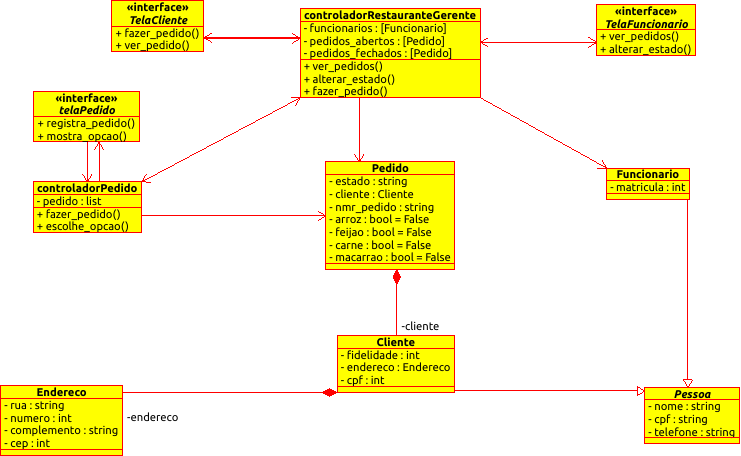 «interface»
TelaCliente
+ fazer_pedido()
+ ver_pedido()
controladorRestauranteGerente
- funcionarios : [Funcionario]
- pedidos_abertos : [Pedido]
- pedidos_fechados : [Pedido]
+ ver_pedidos()
+ alterar_estado()
+ fazer_pedido()
«interface»
TelaFuncionario
+ ver_pedidos()
+ alterar_estado()
«interface»
telaPedido
+ registra_pedido()
+ mostra_opcao()
controladorPedido
- pedido : list
+ fazer_pedido()
+ escolhe_opcao()
Pedido
- estado : string
- cliente : Cliente
- nmr_pedido : string
- arroz : bool = False
- feijao : bool = False
- carne : bool = False
- macarrao : bool = False
Funcionario
- matricula : int
-cliente
Cliente
- fidelidade : int
- endereco : Endereco
- cpf : int
Endereco
- rua : string
- numero : int
- complemento : string
- cep : int
-endereco
Pessoa
- nome : string
- cpf : string
- telefone : string